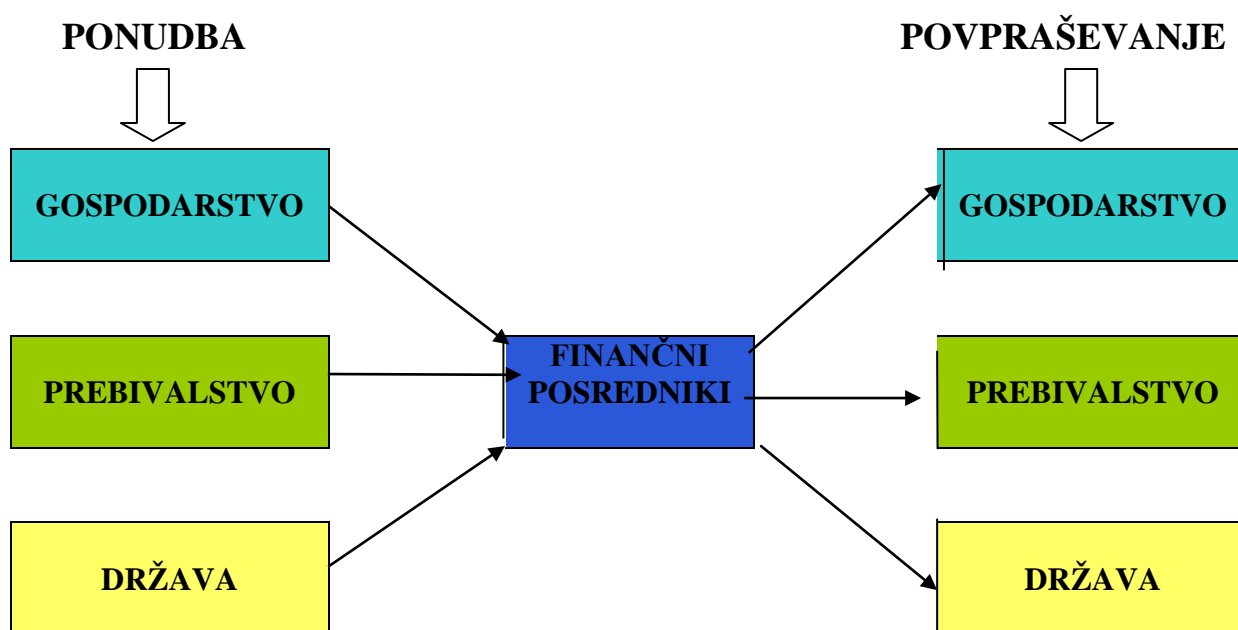 PONUDBA
POVPRAŠEVANJE
GOSPODARSTVO
GOSPODARSTVO
PREBIVALSTVO
FINANČNI
POSREDNIKI
PREBIVALSTVO
DRŽAVA
DRŽAVA